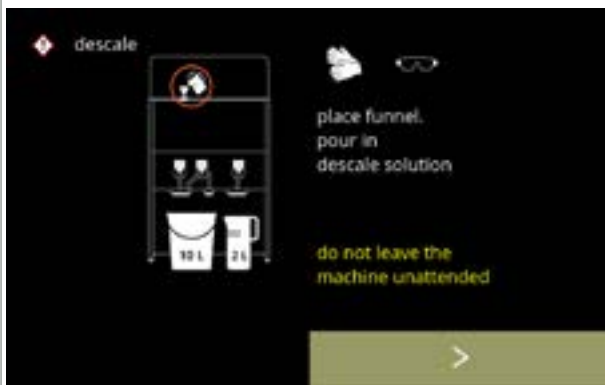 descale
place funnel.
pour in
descale solution
10 L
2 L
do not leave the
machine unattended